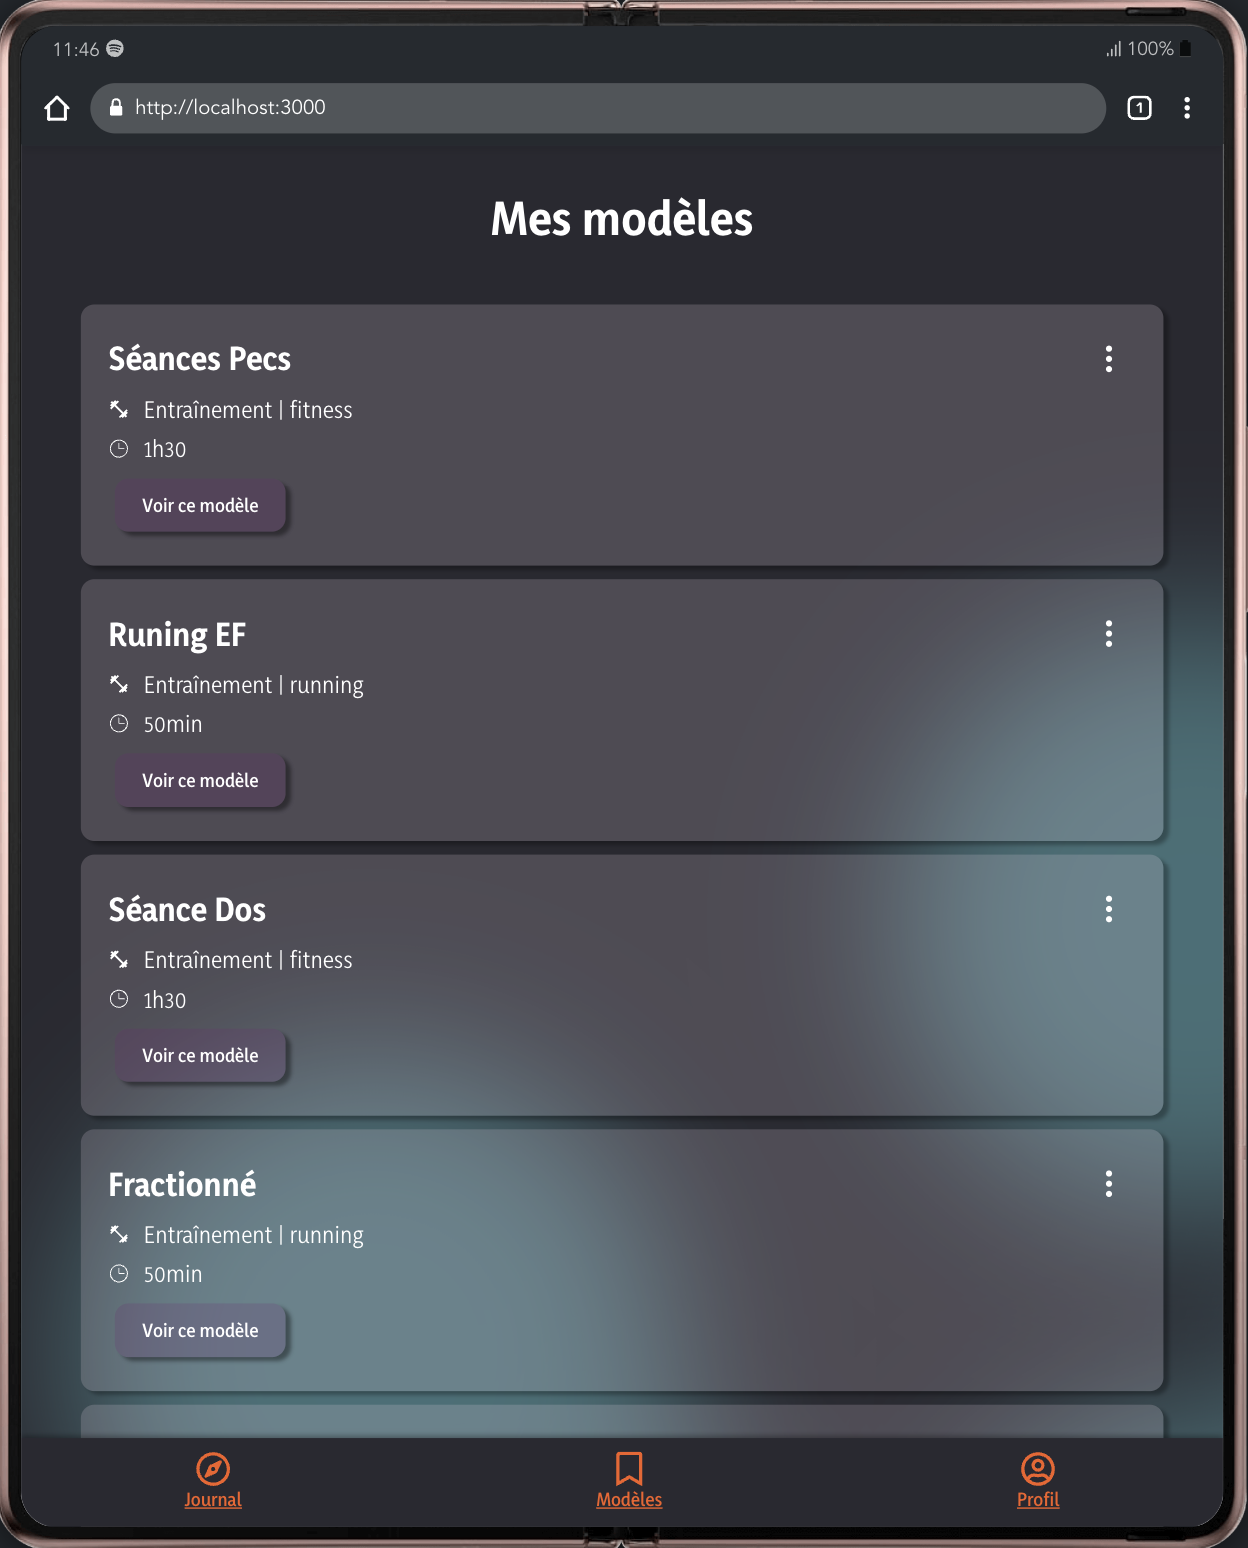 11:46
100%
http://localhost:3000
1
Mes modèles
Séances Pecs
Entraînement | fitness
1h30
Voir ce modèle
Runing EF
Entraînement | running
50min
Voir ce modèle
Séance Dos
Entraînement | fitness
1h30
Voir ce modèle
Fractionné
Entraînement | running
50min
Voir ce modèle
Journal
Modèles
Profil